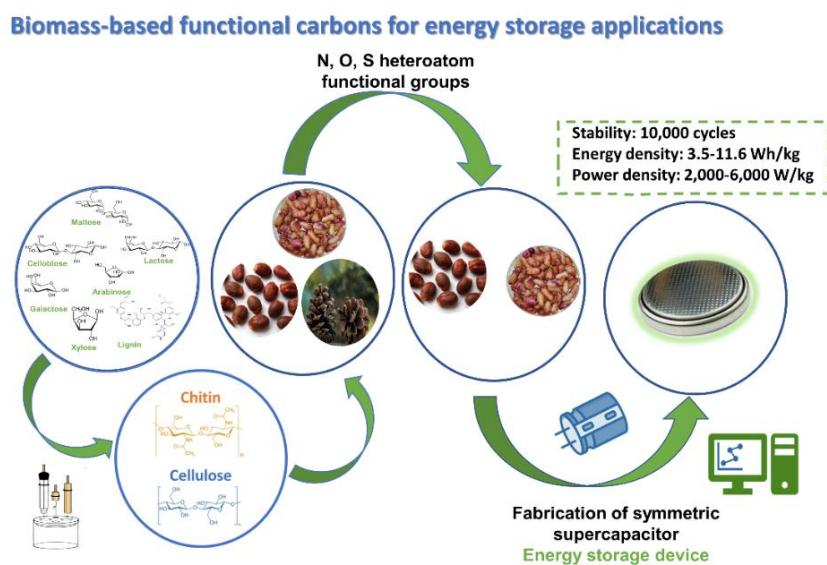 Biomass-based functional carbons for energy storage applications
N, O, S heteroatom
functional groups
Stability: 10,000 cycles
Energy density: 3.5-11.6 Wh/kg
Power density: 2,000-6,000 W/kg
Maltose
Celloblose
Lactose
Arabinose
Galactose
Xylose
Lignin
Chitin
Cellulose
Fabrication of symmetric
supercapacitor
Energy storage device